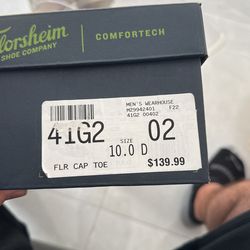 lorsheim
SHOE COMPANY
COMFORTECH
MEN'S WEARHOUSE
M29942401 F22
41G2 00402
41G2 SIZE 02
10.0 D
FLR CAP TOE $139.99